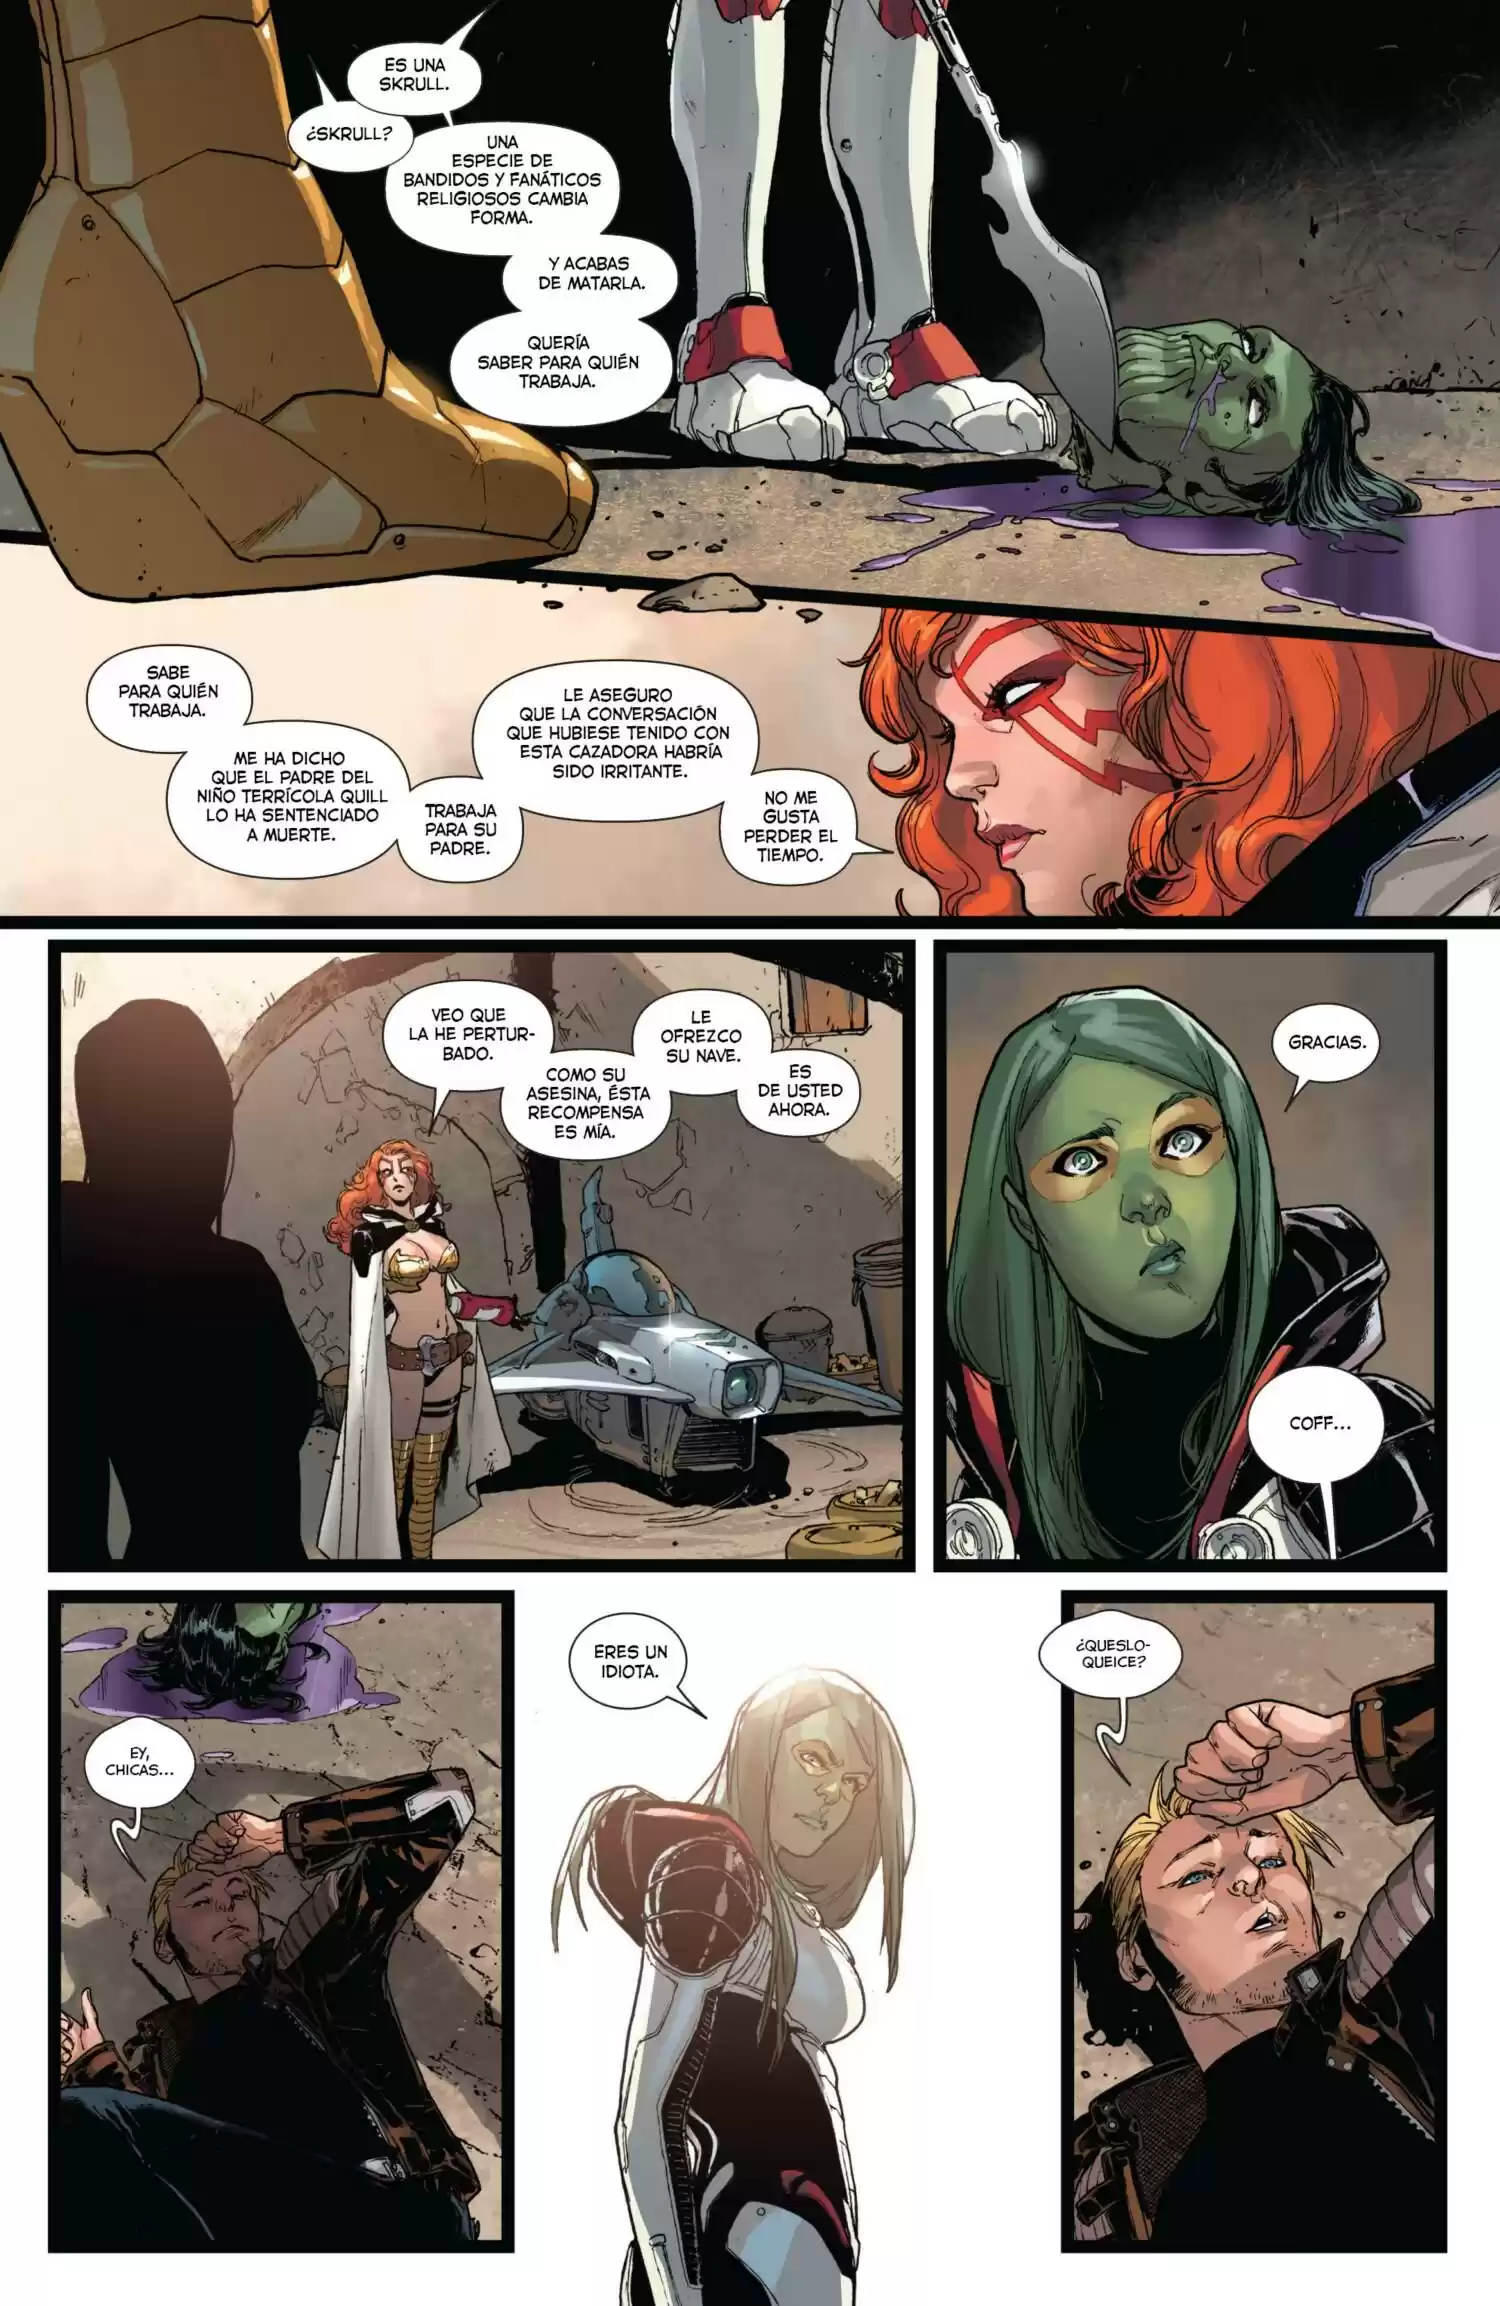 ES UNA
SKRULL.
¿SKRULL?
UNA
ESPECIE DE
BANDIDOS Y FANÁTICOS
RELIGIOSOS CAMBIA
FORMA.
Y ACABAS
DE MATARLA.
QUERÍA
SABER PARA QUIÉN
TRABAJA.
SABE
PARA QUIÉN
TRABAJA.
ME HA DICHO
QUE EL PADRE DEL
NIÑO TERRÍCOLA QUILL
LO HA SENTENCIADO
A MUERTE.
TRABAJA
PARA SU
PADRE.
LE ASEGURO
QUE LA CONVERSACIÓN
QUE HUBIESE TENIDO CON
ESTA CAZADORA HABRÍA
SIDO IRRITANTE.
NO ME
GUSTA
PERDER EL
TIEMPO.
VEO QUE
LA HE PERTUR-
BADO.
COMO SU
ASESINA, ÉSTA
RECOMPENSA
ES MÍA.
LE
OFREZCO
SU NAVE.
ES
DE USTED
AHORA.
GRACIAS.
COFF...
EY,
CHICAS...
ERES UN
IDIOTA.
¿QUESLO-
QUEICE?